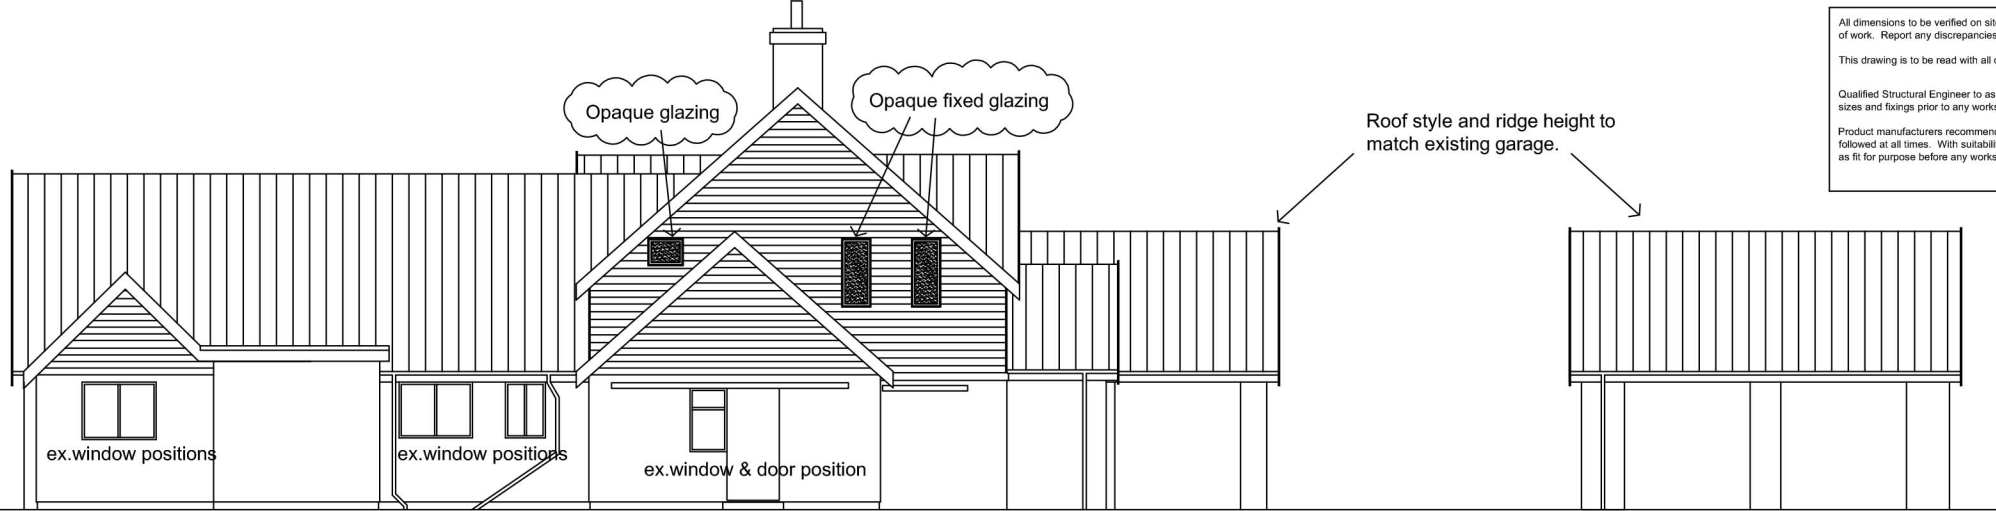 Opaque glazing
Opaque fixed glazing
Roof style and ridge height to
match existing garage.
All dimensions to be verified on
of work. Report any discrepancies
This drawing is to be read with all
Qualified Structural Engineer to as
sizes and fixings prior to any works
Product manufacturers
followed at all times. With
as fit for purpose before any works
ex.window positions
ex.window positions
ex.window & door position